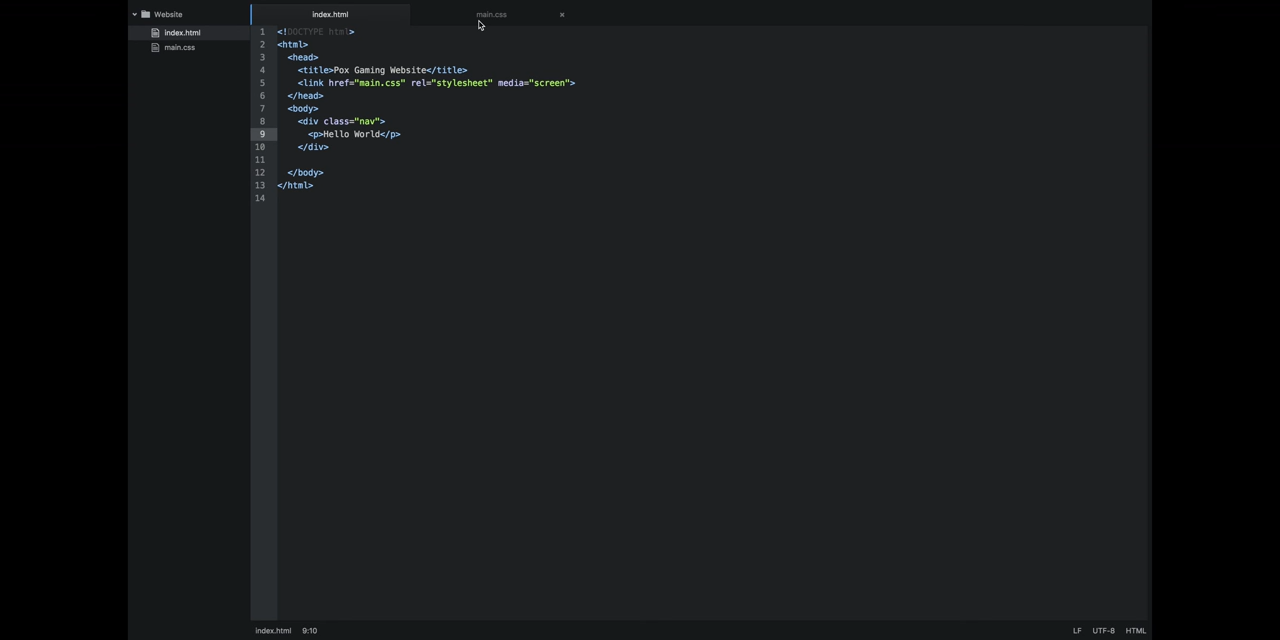 Website
index.html
main.css
index.html
main.css
1 <!DOCTYPE html>
2 <html>
3 <head>
4 <title>Pox Gaming Website</title>
5 <link href="main.css" rel="stylesheet" media="screen">
6 </head>
7 <body>
8 <div class="nav">
9 <p>Hello World</p>
10 </div>
11
12 </body>
13 </html>
14
index.html 9:10 LF UTF-8 HTML